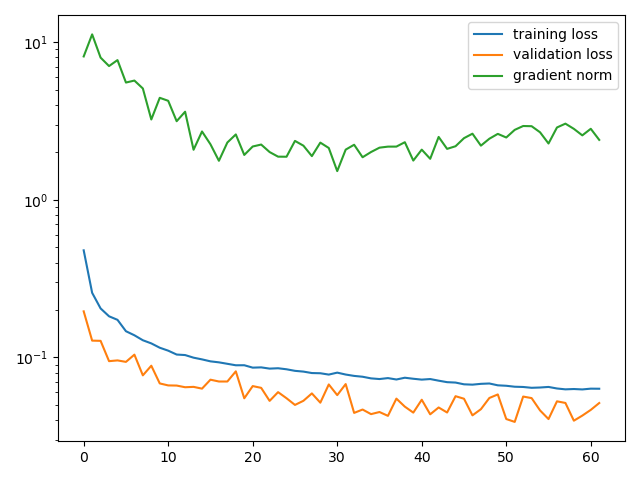 training loss
validation loss
gradient norm
10¹
10⁰
10⁻¹
0 10 20 30 40 50 60